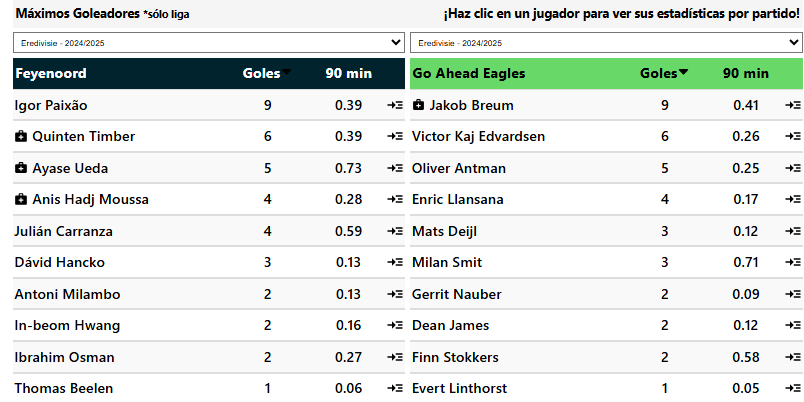 Máximos Goleadores *sólo liga ¡Haz clic en un jugador para ver sus estadísticas por partido!
Eredivisie - 2024/2025 Eredivisie - 2024/2025
Feyenoord Goles 90 min Go Ahead Eagles Goles 90 min
Igor Paixão 9 0.39 Jakob Breum 9 0.41
Quinten Timber 6 0.39 Victor Kaj Edvardsen 6 0.26
Ayase Ueda 5 0.73 Oliver Antman 5 0.25
Anis Hadj Moussa 4 0.28 Enric Llansana 4 0.17
Julián Carranza 4 0.59 Mats Deijl 3 0.12
Dávid Hancko 3 0.13 Milan Smit 3 0.71
Antoni Milambo 2 0.13 Gerrit Nauber 2 0.09
In-beom Hwang 2 0.16 Dean James 2 0.12
Ibrahim Osman 2 0.27 Finn Stokkers 2 0.58
Thomas Beelen 1 0.06 Evert Linthorst 1 0.05